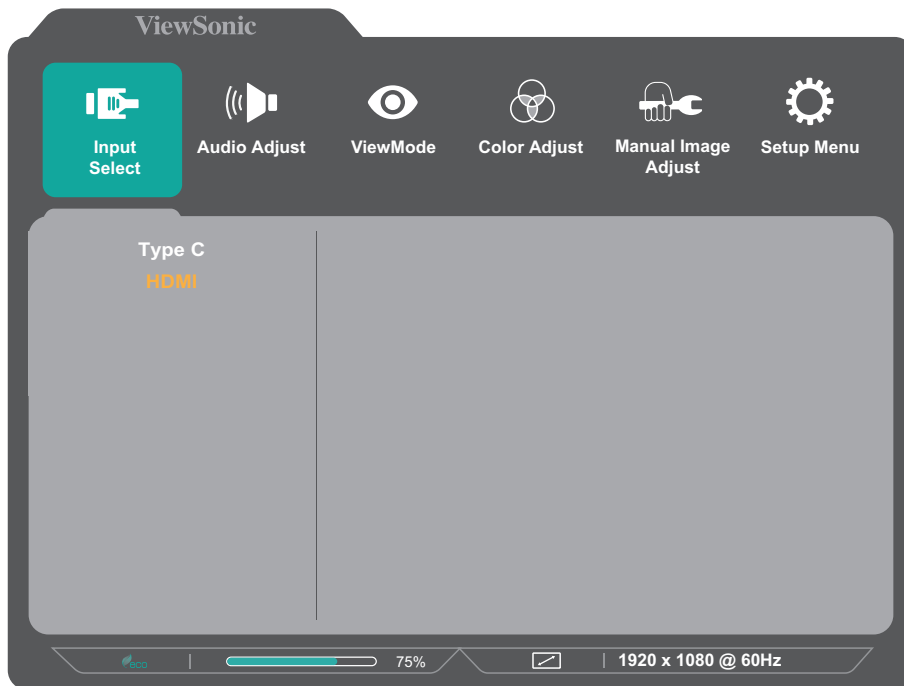 ViewSonic
Input
Select
Audio Adjust
ViewMode
Color Adjust
Manual Image
Adjust
Setup Menu
Type C
HDMI
eco
75%
1920 x 1080 @ 60Hz